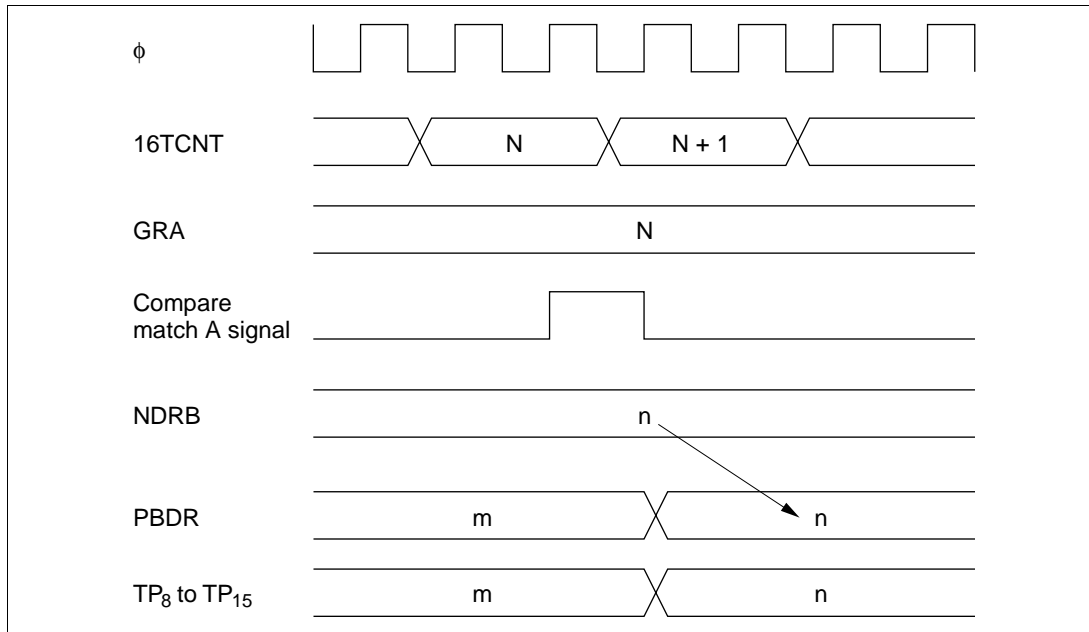 ϕ
16TCNT
N
N + 1
GRA
N
Compare
match A signal
NDRB
n
PBDR
m
n
TP8 to TP15
m
n